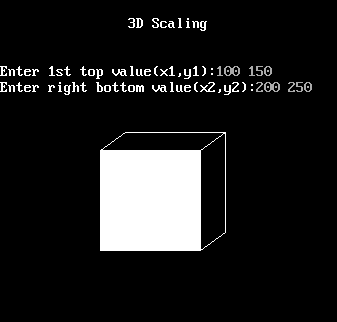 3D Scaling
Enter 1st top value(x1,y1):100 150
Enter right bottom value(x2,y2):200 250